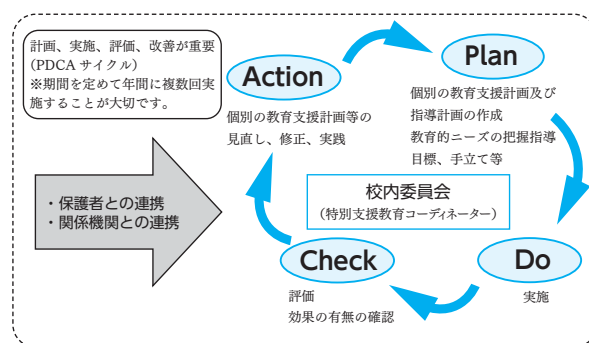 計画、実施、評価、改善が重要
(PDCA サイクル)
※期間を定めて年間に複数回実
施することが大切です。
Action
個別の教育支援計画等の
見直し、修正、実践
Plan
個別の教育支援計画及び
指導計画の作成
教育的ニーズの把握指導
目標、手立て等
・保護者との連携
・関係機関との連携
校内委員会
(特別支援教育コーディネーター)
Check
評価
効果の有無の確認
Do
実施